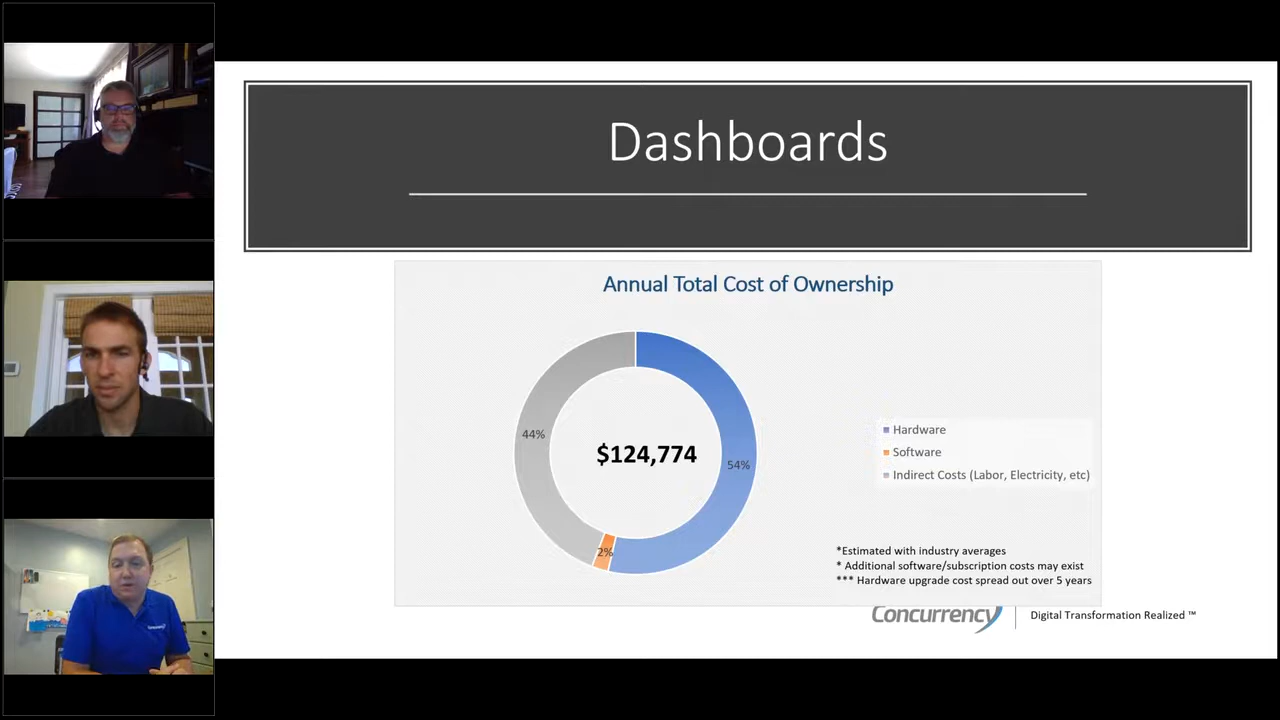 Dashboards
Annual Total Cost of Ownership
44%
$124,774
54%
2%
Hardware
Software
Indirect Costs (Labor, Electricity, etc)
*Estimated with industry averages
* Additional software/subscription costs may exist
*** Hardware upgrade cost spread out over 5 years
Concurrency
Digital Transformation Realized ™